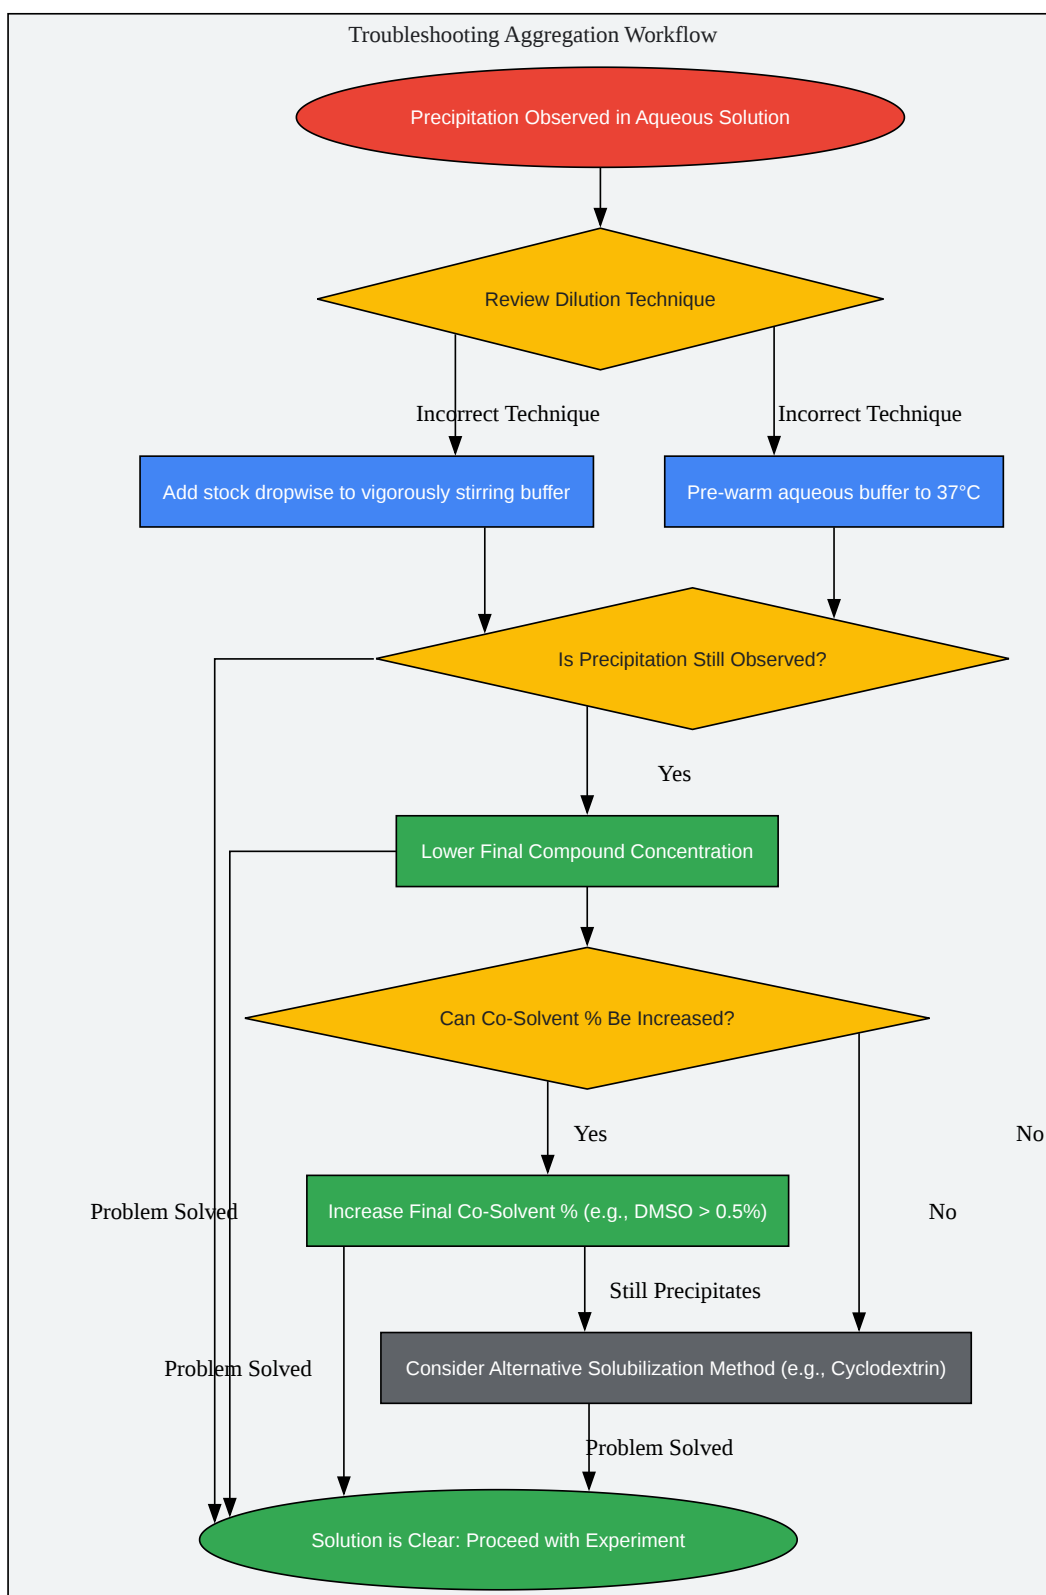 Troubleshooting Aggregation Workflow
Precipitation Observed in Aqueous Solution
Review Dilution Technique
Incorrect Technique
Incorrect Technique
Add stock dropwise to vigorously stirring buffer
Pre-warm aqueous buffer to 37°C
Is Precipitation Still Observed?
Yes
Lower Final Compound Concentration
Can Co-Solvent % Be Increased?
Yes
No
Problem Solved
Increase Final Co-Solvent % (e.g., DMSO > 0.5%)
No
Still Precipitates
Problem Solved
Consider Alternative Solubilization Method (e.g., Cyclodextrin)
Problem Solved
Solution is Clear: Proceed with Experiment